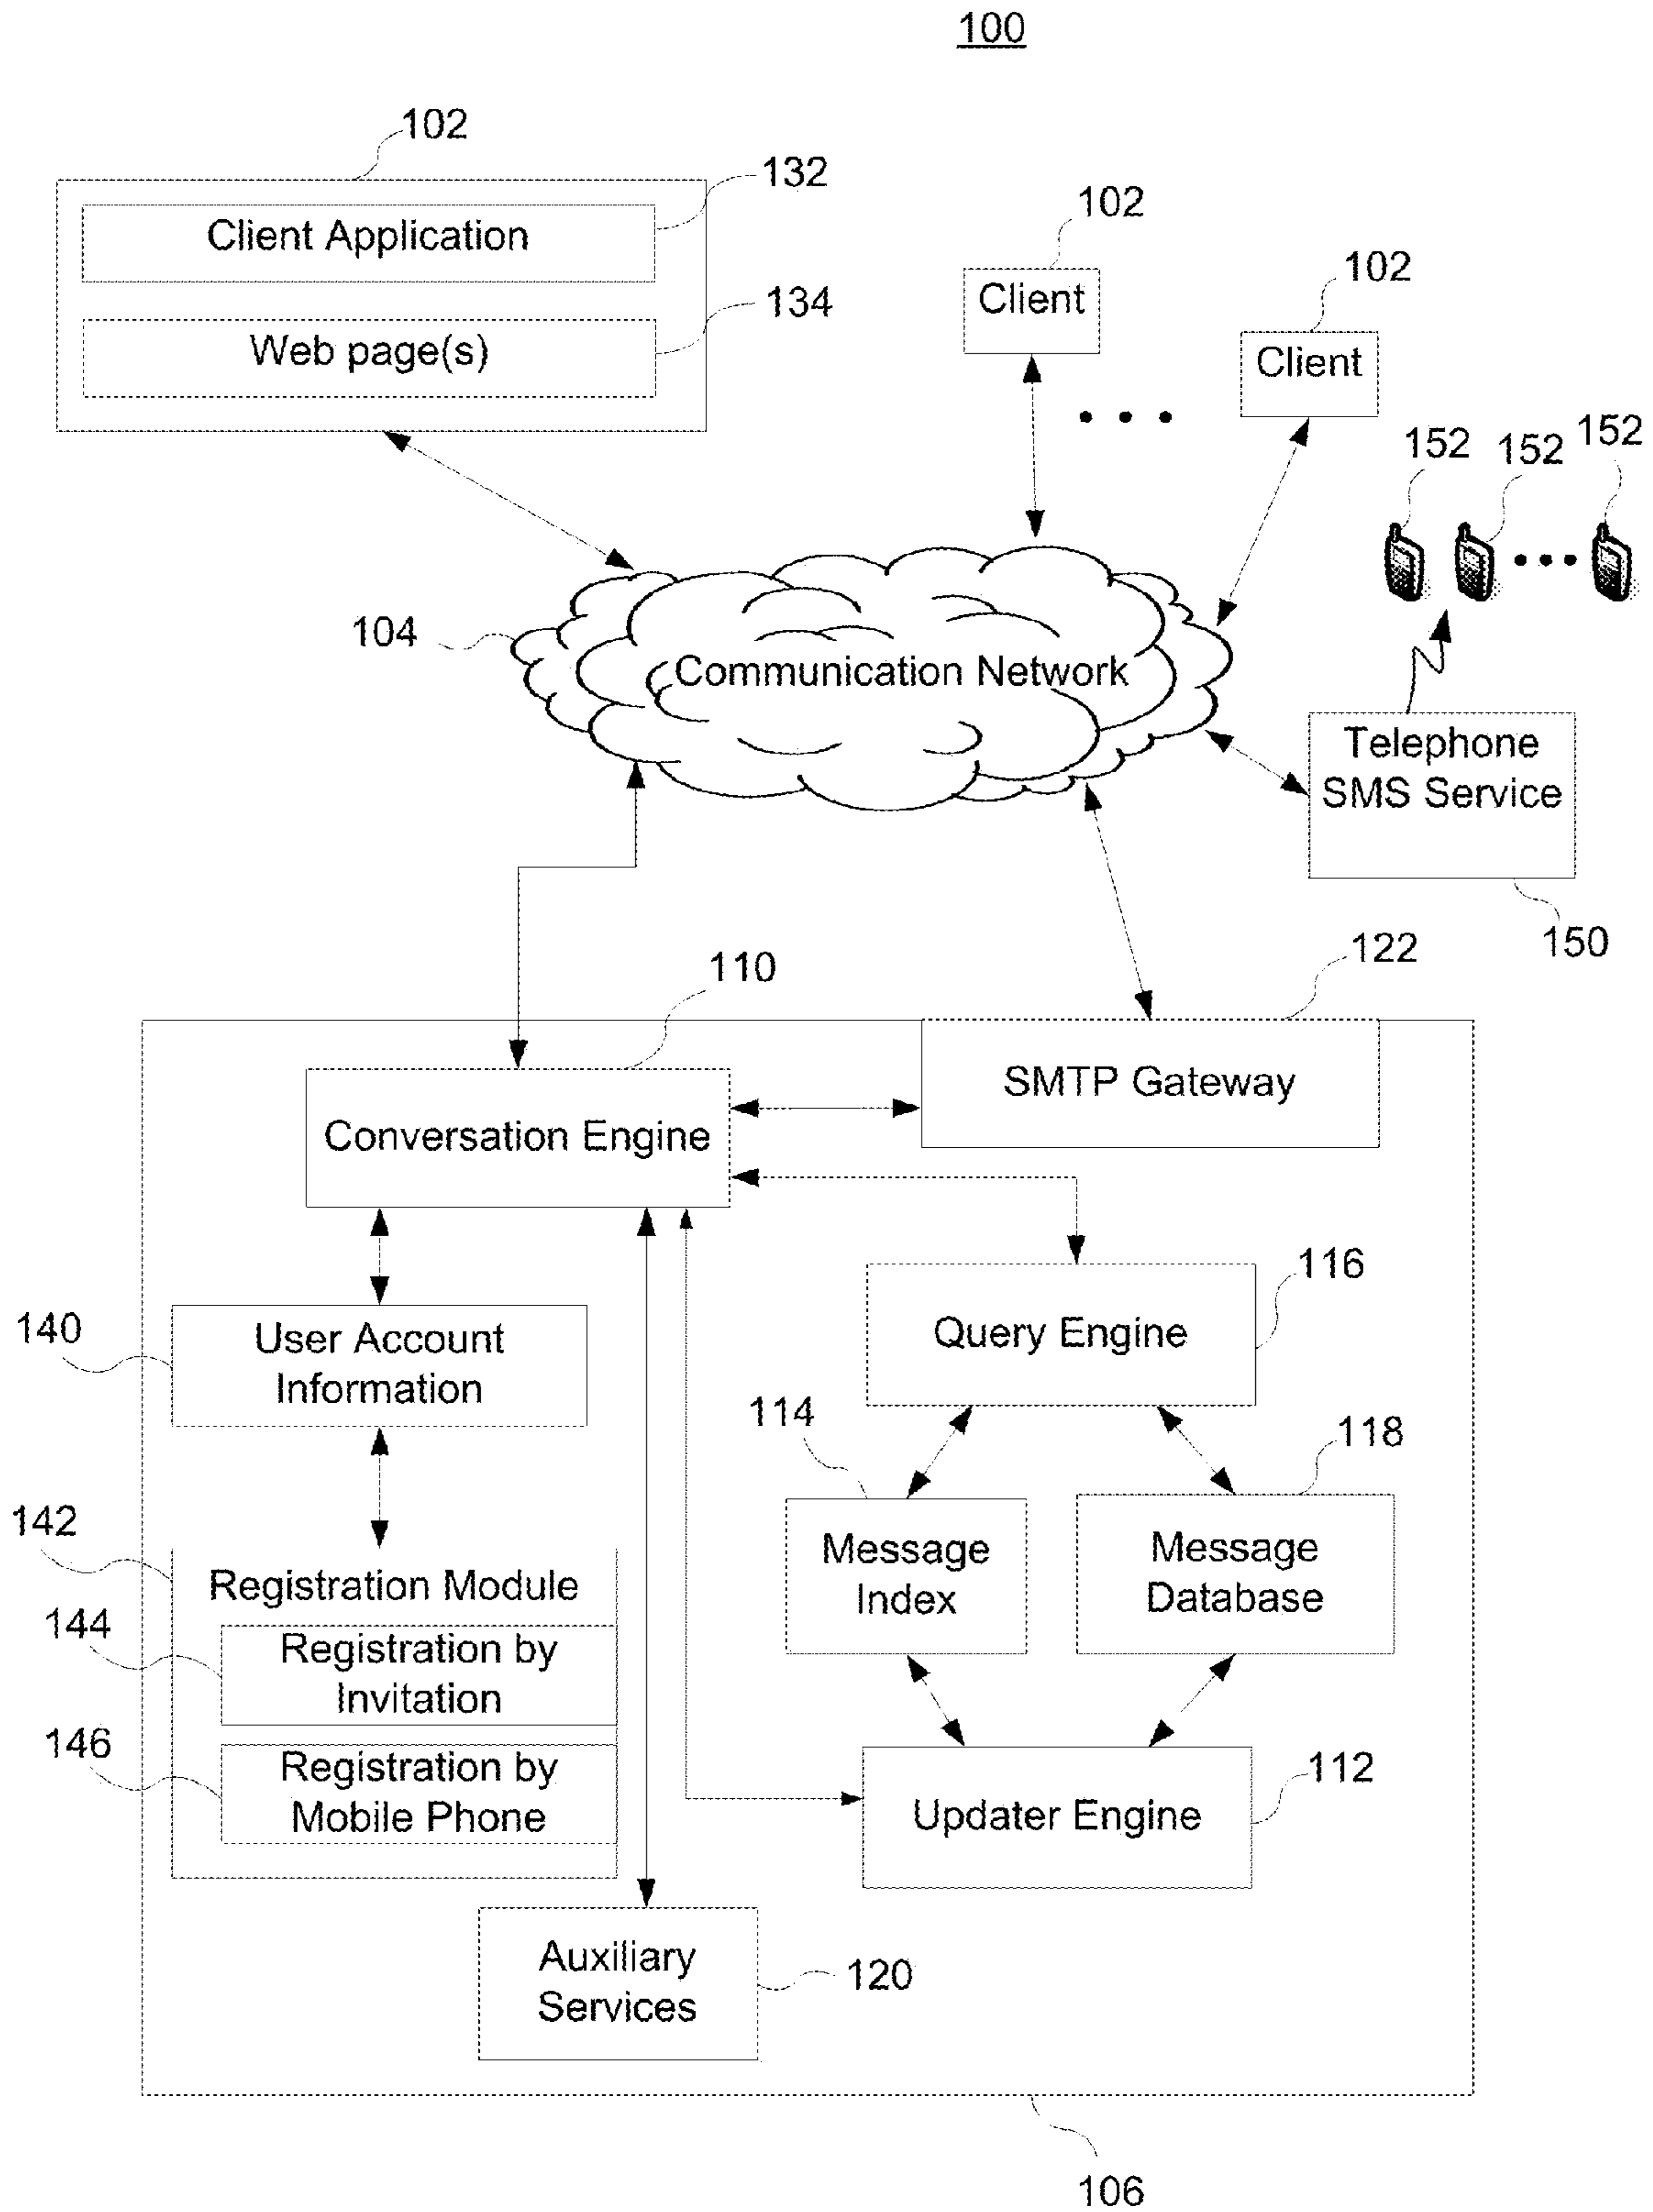 100
102
132
Client Application
134
Web page(s)
102
Client
102
Client
152
152
152
104
Communication Network
Telephone
SMS Service
150
122
110
SMTP Gateway
Conversation Engine
116
140
User Account
Information
Query Engine
114
118
142
Message
Index
Message
Database
Registration Module
144
Registration by
Invitation
146
Registration by
Mobile Phone
112
Updater Engine
Auxiliary
Services
120
106